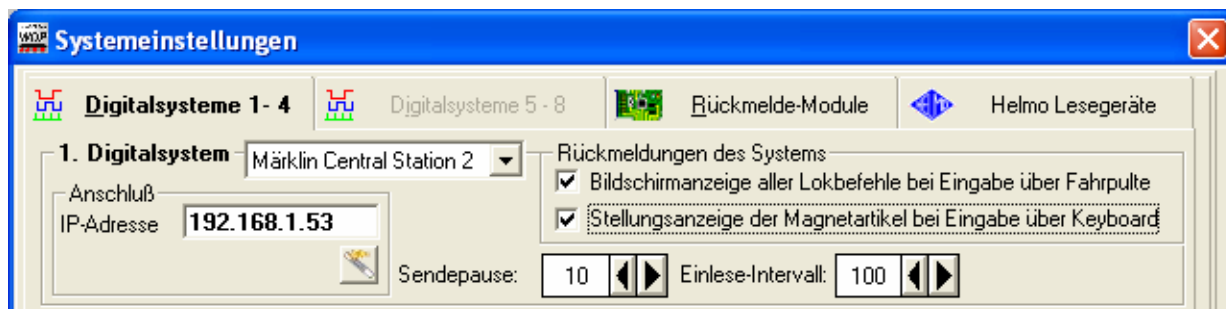 Systemeinstellungen
Digitalsysteme 1- 4 Digitalsysteme 5 - 8 Rückmelde-Module Helmo Lesegeräte
1. Digitalsystem Märklin Central Station 2 Rückmeldungen des Systems
Anschluß Bildschirmanzeige aller Lokbefehle bei Eingabe über Fahrpulte
IP-Adresse 192.168.1.53 Stellungsanzeige der Magnetartikel bei Eingabe über Keyboard
Sendepause: 10 Einlese-Intervall: 100